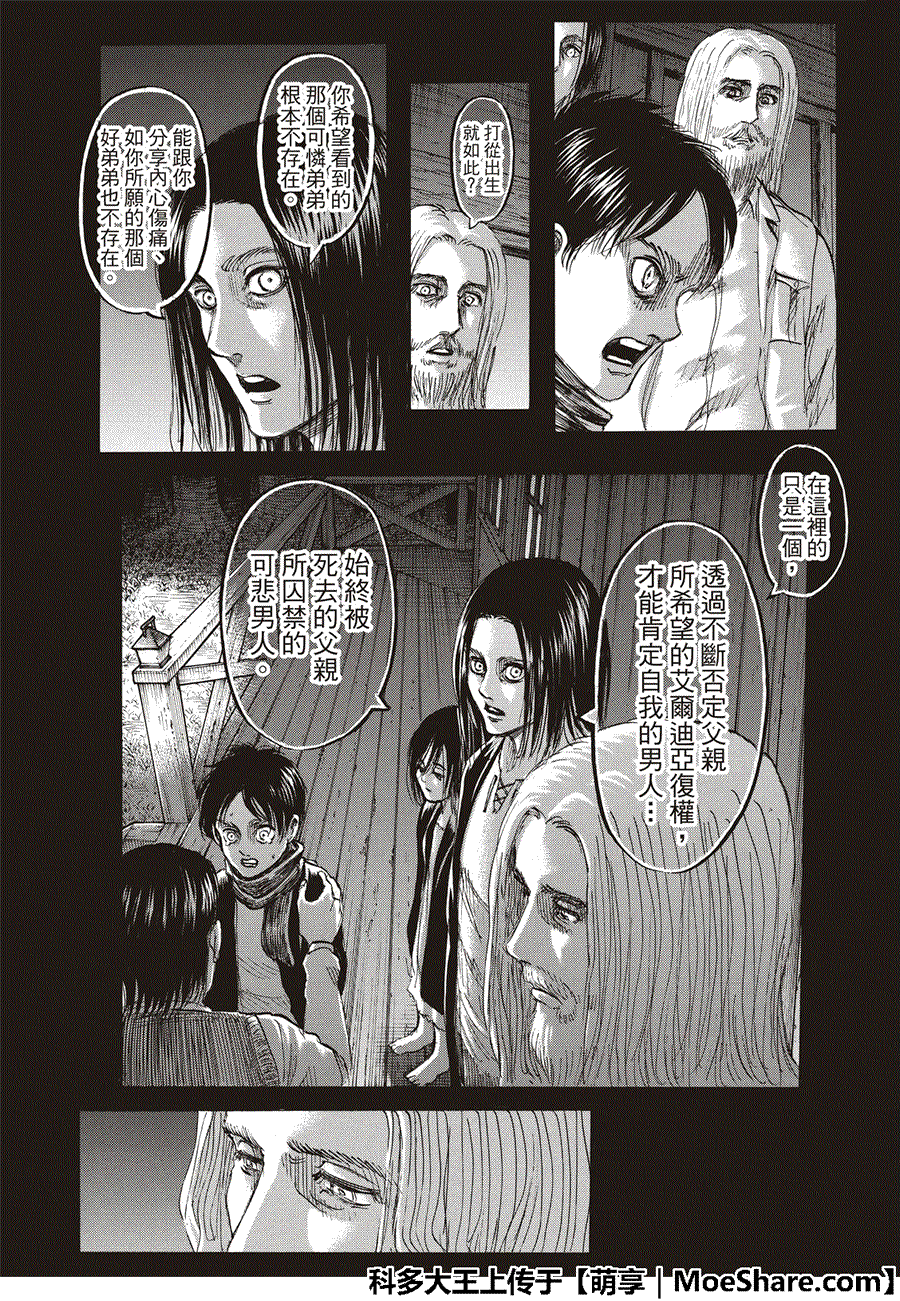 打從出生
就如此？
你希望看到的
那個可憐弟弟
根本不存在。
能跟你
分享內心傷痛、
如你所願的那個
好弟弟也不存在。
在這裡的
只是一個，
透過不斷否定父親
所希望的艾爾迪亞復權，
才能肯定自我的男人…
始終被
死去的父親
所囚禁的
可悲男人。
科多大王上传于【萌享｜MoeShare.com】